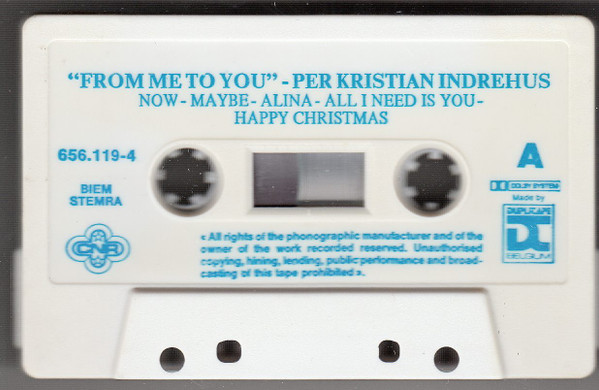 “FROM ME TO YOU” - PER KRISTIAN INDREHUS
NOW - MAYBE - ALINA - ALL I NEED IS YOU -
HAPPY CHRISTMAS
656.119-4
A
BIEM
STEMRA
DOLBY SYSTEM
Made by
DUPLITAPE
BELGIUM
CNR
« All rights of the phonographic manufacturer and of the
owner of the work recorded reserved. Unauthorised
copying, hiring, lending, public performance and broad-
casting of this tape prohibited ».